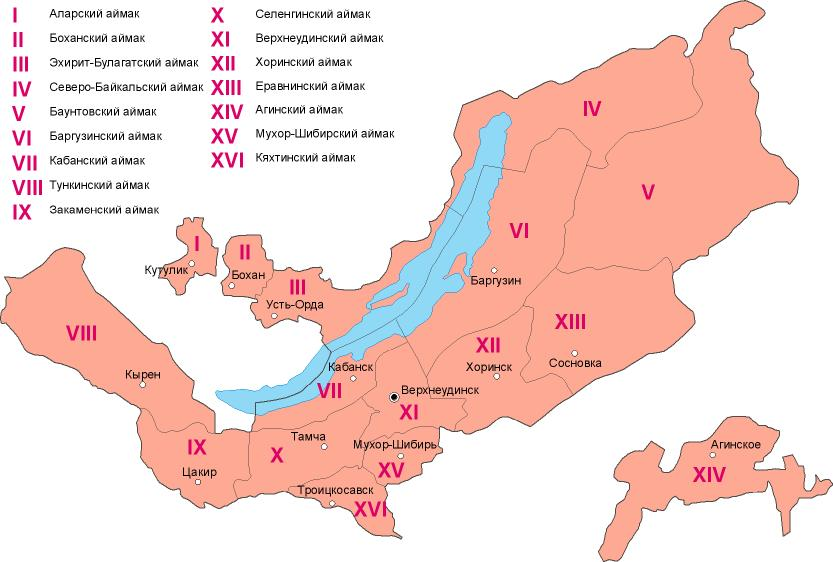 I Аларский аймак
II Боханский аймак
III Эхирит-Булагатский аймак
IV Северо-Байкальский аймак
V Баунтовский аймак
VI Баргузинский аймак
VII Кабанский аймак
VIII Тункинский аймак
IX Закаменский аймак
X Селенгинский аймак
XI Верхнеудинский аймак
XII Хоринский аймак
XIII Еравнинский аймак
XIV Агинский аймак
XV Мухор-Шибирский аймак
XVI Кяхтинский аймак
IV
V
VI
I
II
III
Кутулик
Бохан
Усть-Орда
Баргузин
VIII
XIII
XII
Кырен
Кабанск
Хоринск
Сосновка
VII
Верхнеудинск
XI
IX
X
Тамча
Мухор-Шибирь
XV
Цакир
Троицкосавск
XVI
Агинское
XIV